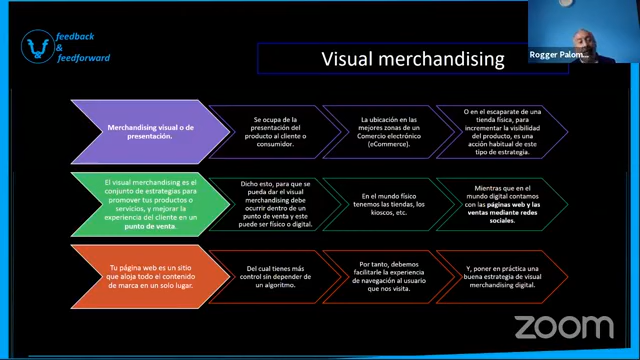 feedback
&
feedforward
Visual merchandising
Rogger Palom...
Merchandising visual o de
presentación.
Se ocupa de la
presentación del
producto al cliente o
consumidor.
La ubicación en las
mejores zonas de un
Comercio electrónico
(eCommerce).
O en el escaparate de una
tienda física, para
incrementar la visibilidad
del producto, es una
acción habitual de este
tipo de estrategia.
El visual merchandising es el
conjunto de estrategias para
promover tus productos o
servicios, y mejorar la
experiencia del cliente en un
punto de venta.
Dicho esto, para que se
pueda dar el visual
merchandising debe
ocurrir dentro de un
punto de venta y este
puede ser físico o digital.
En el mundo físico
tenemos las tiendas, los
kioscos, etc.
Mientras que en el
mundo digital contamos
con las páginas web y las
ventas mediante redes
sociales.
Tu página web es un sitio
que aloja todo el contenido
de marca en un solo lugar.
Del cual tienes más
control sin depender de
un algoritmo.
Por tanto, debemos
facilitarle la experiencia
de navegación al usuario
que nos visita.
Y, poner en práctica una
buena estrategia de visual
merchandising digital.
zoom